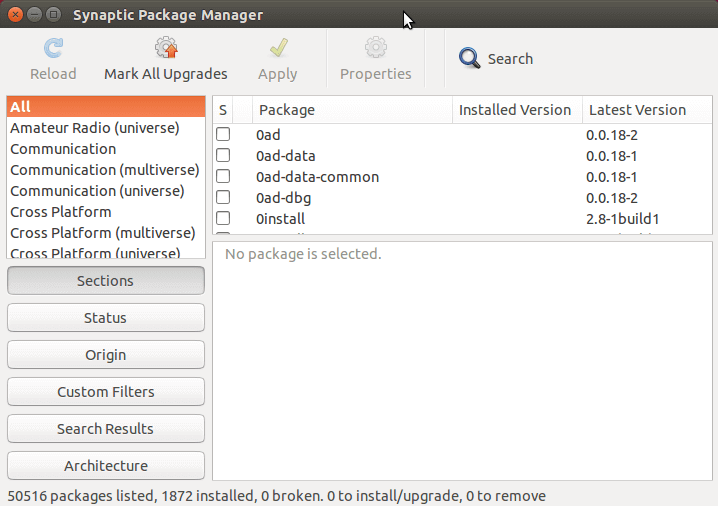 Synaptic Package Manager
Reload
Mark All Upgrades
Apply
Properties
Search
All
Amateur Radio (universe)
Communication
Communication (multiverse)
Communication (universe)
Cross Platform
Cross Platform (multiverse)
Cross Platform (universe)
S Package Installed Version Latest Version
0ad 0.0.18-2
0ad-data 0.0.18-1
0ad-data-common 0.0.18-1
0ad-dbg 0.0.18-2
0install 2.8-1build1
No package is selected.
Sections
Status
Origin
Custom Filters
Search Results
Architecture
50516 packages listed, 1872 installed, 0 broken. 0 to install/upgrade, 0 to remove